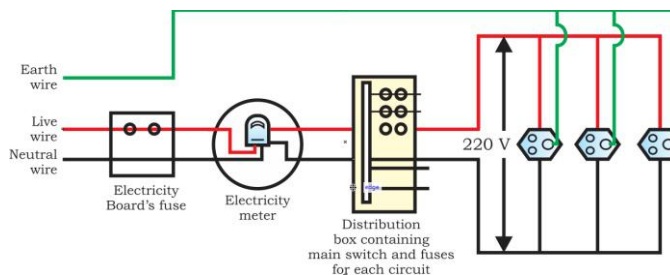 Earth
wire
Live
wire
Neutral
wire
Electricity
Board's fuse
Electricity
meter
Distribution
box containing
main switch and fuses
for each circuit
220 V